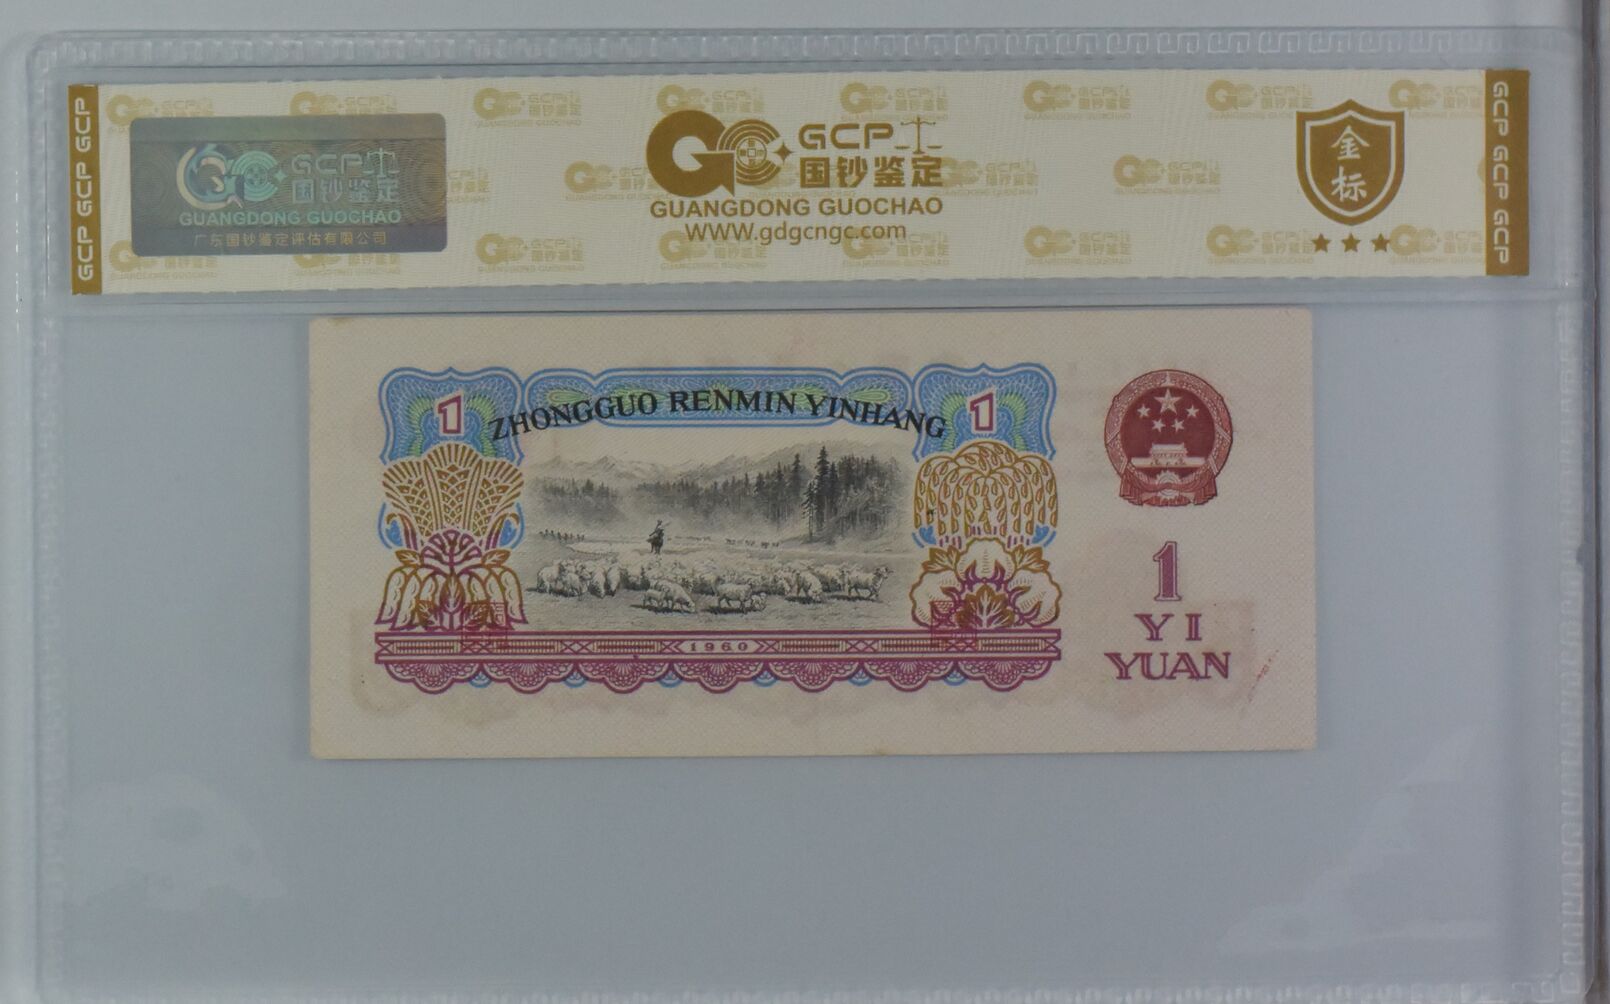 GCP GCP GCP
GCP
国钞鉴定
GUANGDONG GUOCHAO
广东国钞鉴定评估有限公司
GCP
国钞鉴定
GUANGDONG GUOCHAO
WWW.gdgcngc.com
金标
GCP GCP GCP
1
ZHONGGUO RENMIN YINHANG
1
1960
1
YI
YUAN